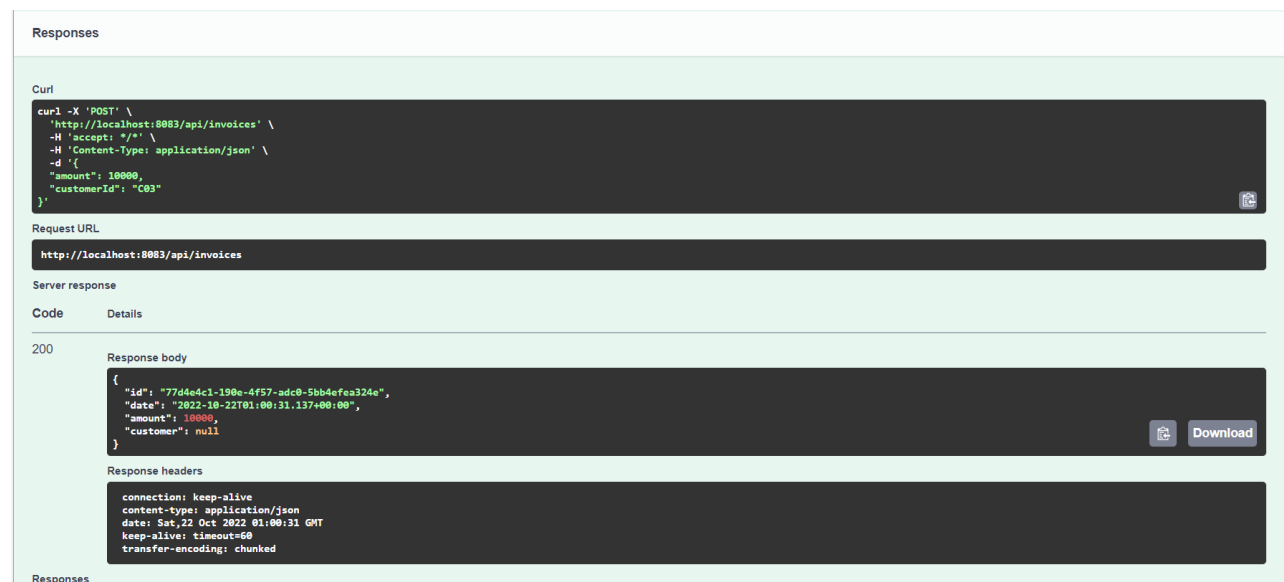 Responses
Curl
curl -X 'POST' \
  'http://localhost:8083/api/invoices' \
  -H 'accept: */*' \
  -H 'Content-Type: application/json' \
  -d '{
  "amount": 10000,
  "customerId": "C03"
}'
Request URL
http://localhost:8083/api/invoices
Server response
Code Details
200
Response body
{
  "id": "77d4e4c1-190e-4f57-adc0-5bb4efea324e",
  "date": "2022-10-22T01:00:31.137+00:00",
  "amount": 10000,
  "customer": null
}
Download
Response headers
connection: keep-alive
content-type: application/json
date: Sat,22 Oct 2022 01:00:31 GMT
keep-alive: timeout=60
transfer-encoding: chunked
Responses